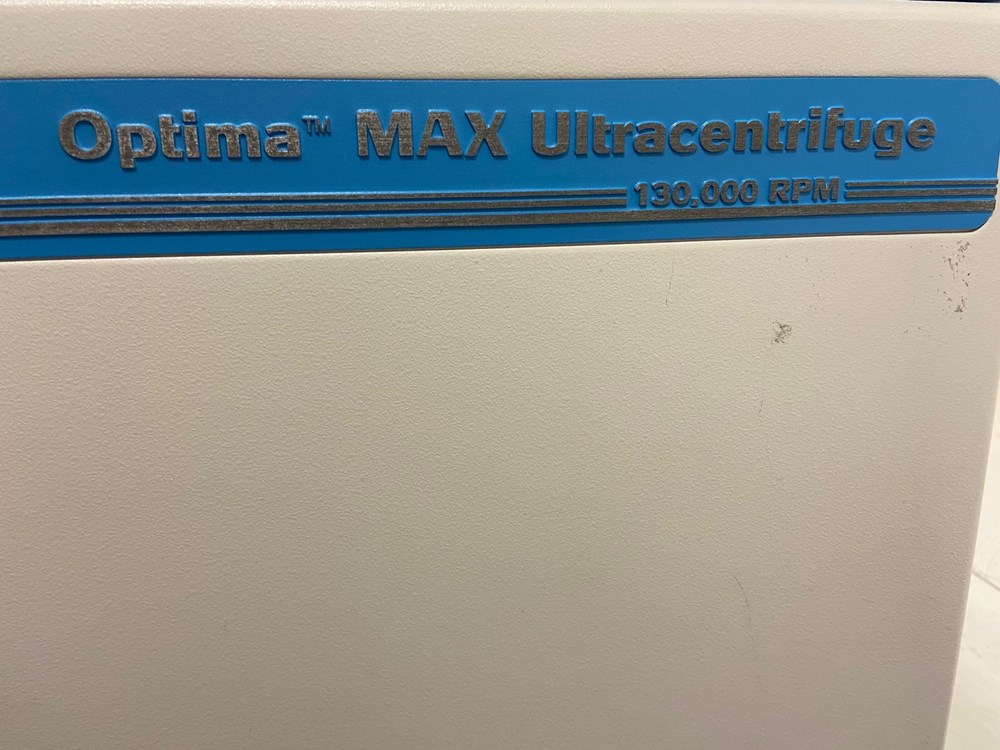 Optima™ MAX Ultracentrifuge
130,000 RPM